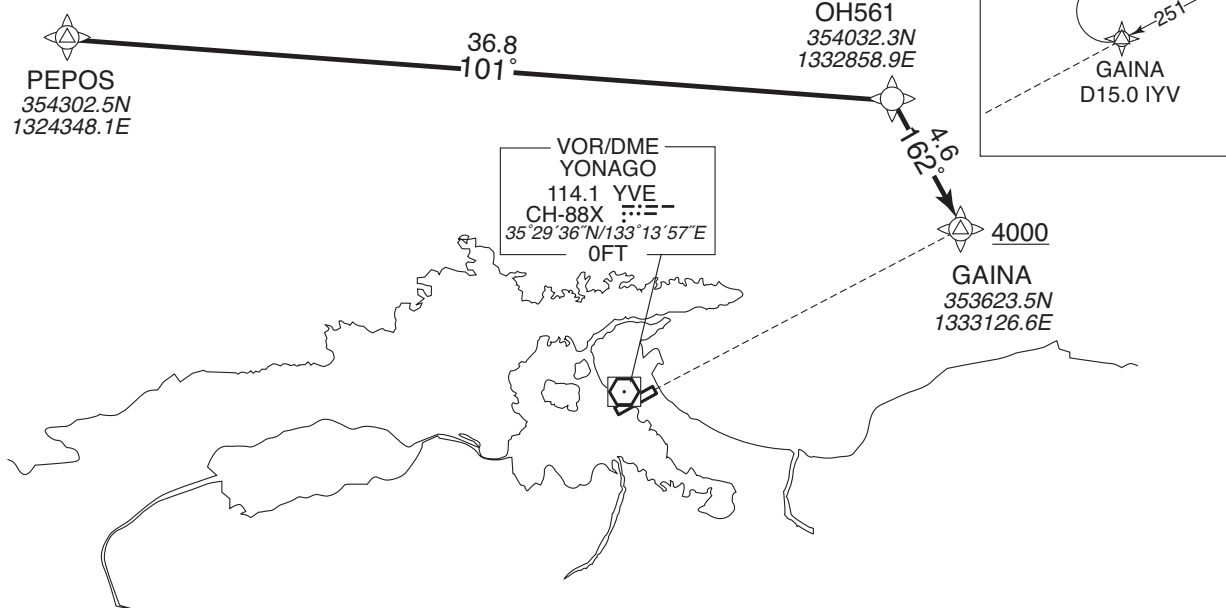 PEPOS
354302.5N
1324348.1E
36.8
101°
OH561
354032.3N
1332858.9E
4.6
162°
251
GAINA
D15.0 IYV
VOR/DME
YONAGO
114.1 YVE
CH-88X
35°29′36″N/133°13′57″E
0FT
4000
GAINA
353623.5N
1333126.6E